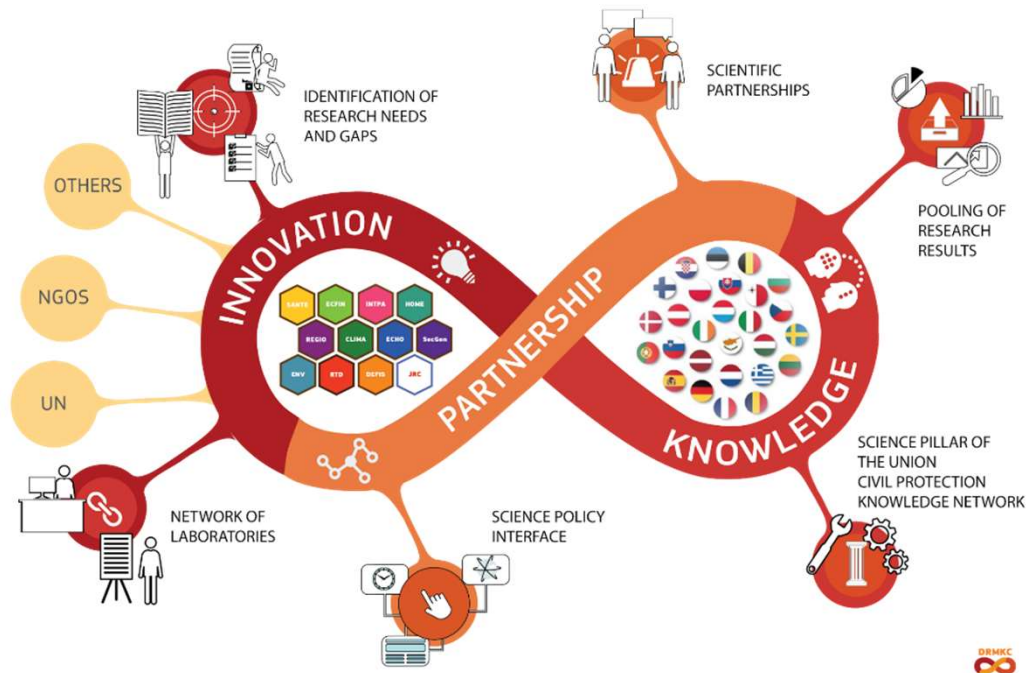 IDENTIFICATION OF
RESEARCH NEEDS
AND GAPS
SCIENTIFIC
PARTNERSHIPS
POOLING OF
RESEARCH
RESULTS
OTHERS
NGOS
UN
INNOVATION
PARTNERSHIP
KNOWLEDGE
SANTE
ECFIN
INTPA
HOME
REGIO
CLIMA
ECHO
SecGen
ENV
RTD
DEFIS
JRC
NETWORK OF
LABORATORIES
SCIENCE POLICY
INTERFACE
SCIENCE PILLAR OF
THE UNION
CIVIL PROTECTION
KNOWLEDGE NETWORK
DRMKC